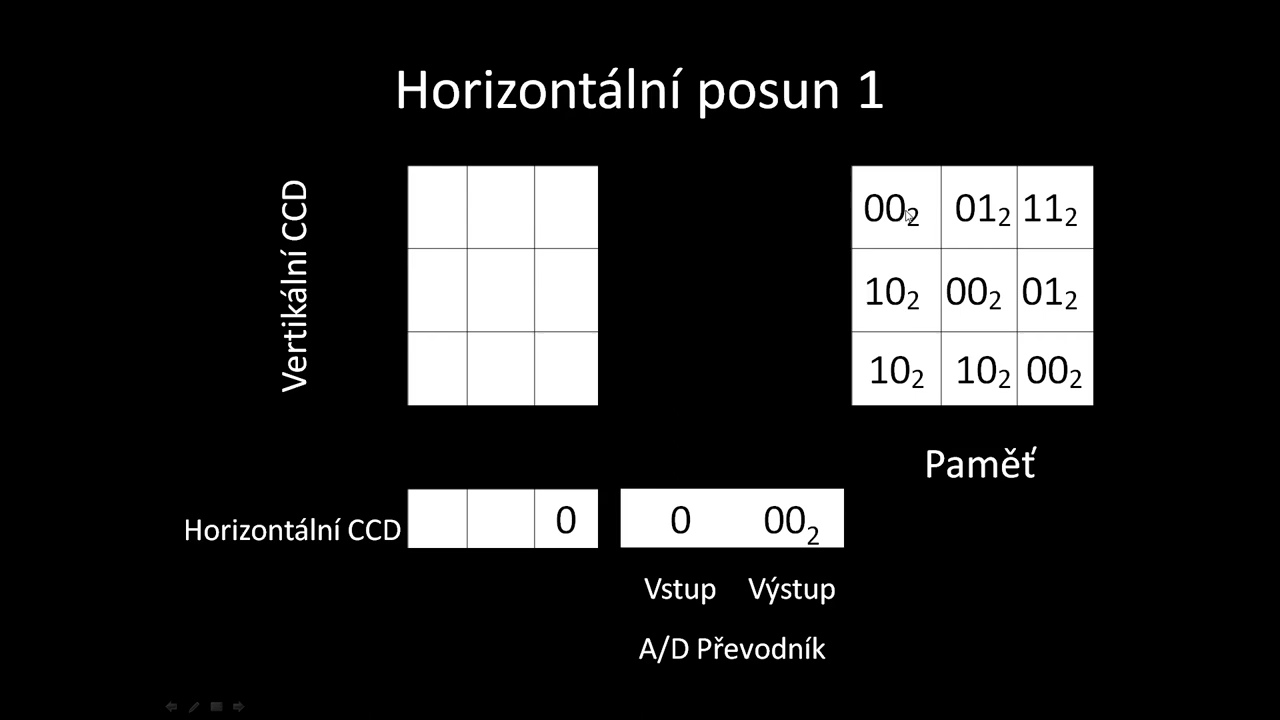 Horizontální posun 1
Vertikální CCD
00₂ 01₂ 11₂
10₂ 00₂ 01₂
10₂ 10₂ 00₂
Paměť
Horizontální CCD
0 0 00₂
Vstup Výstup
A/D Převodník